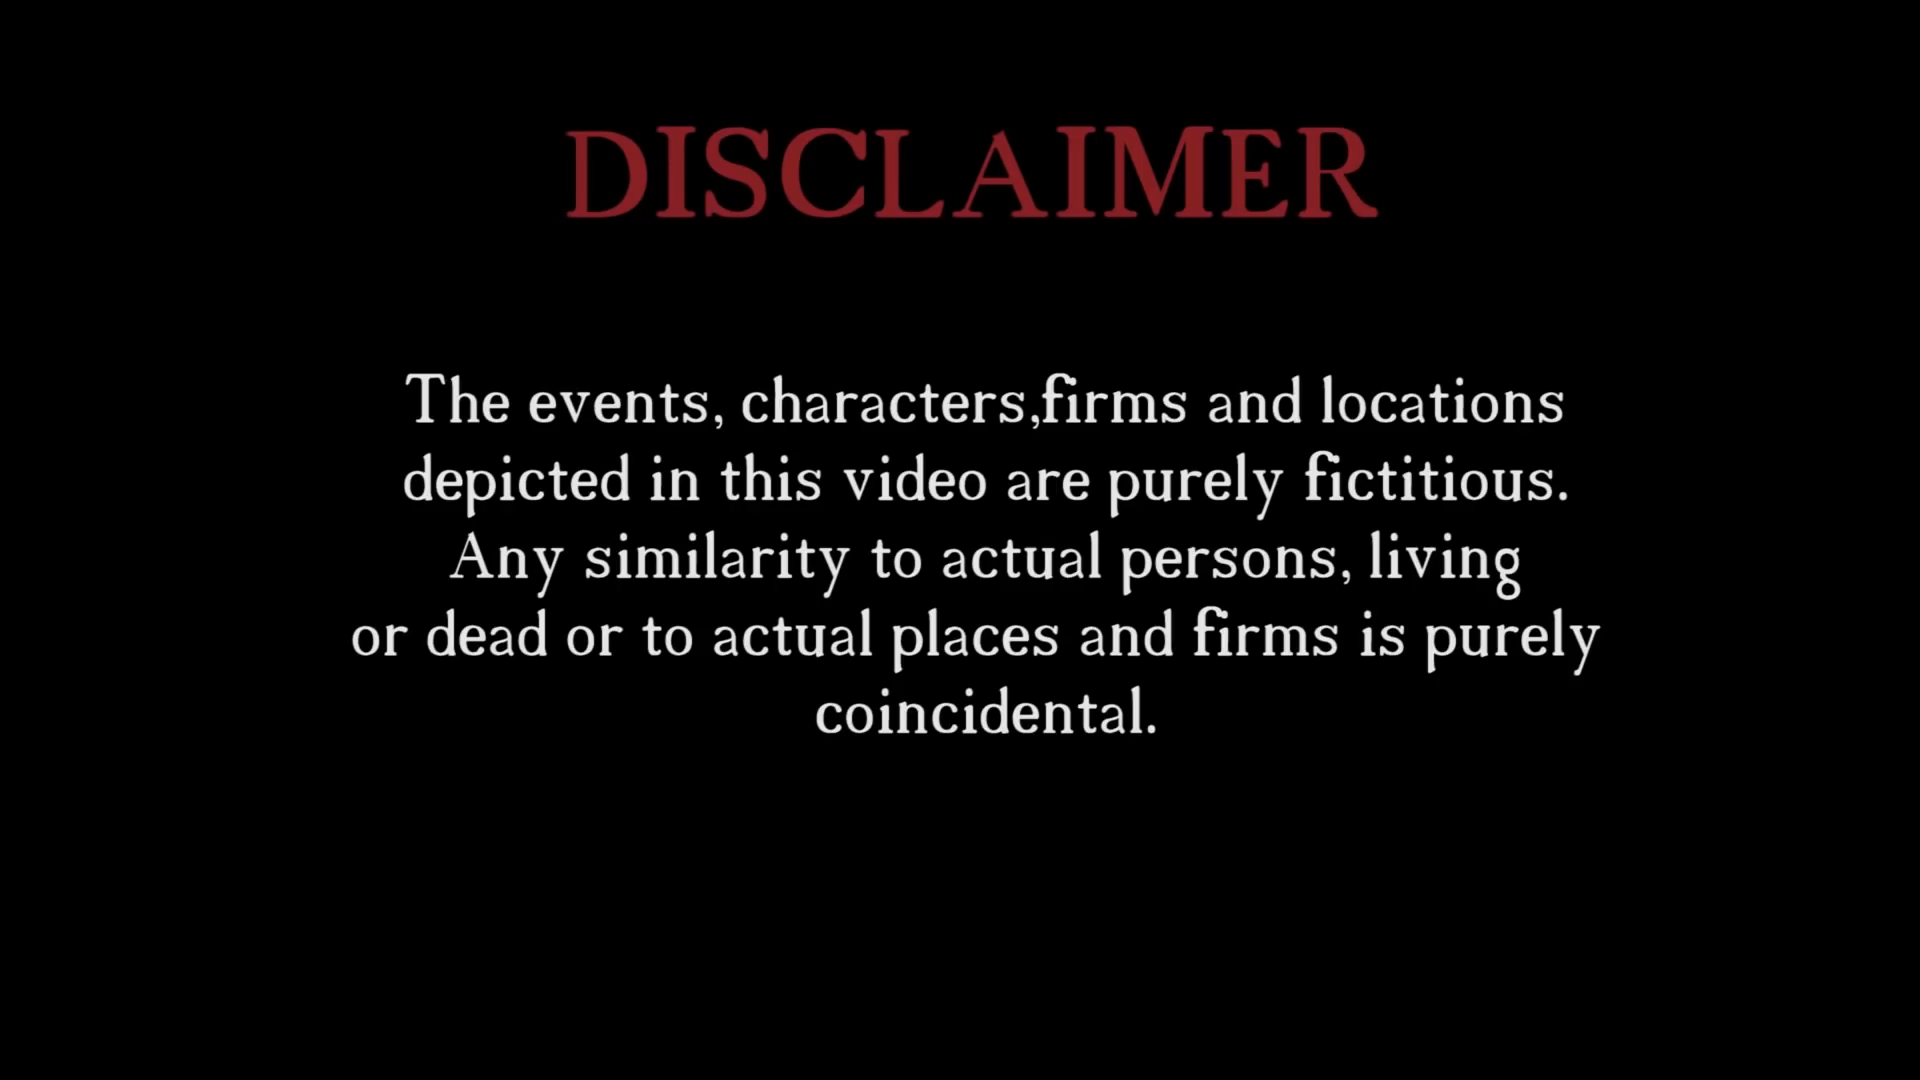 DISCLAIMER
The events, characters,firms and locations
depicted in this video are purely fictitious.
Any similarity to actual persons, living
or dead or to actual places and firms is purely
coincidental.